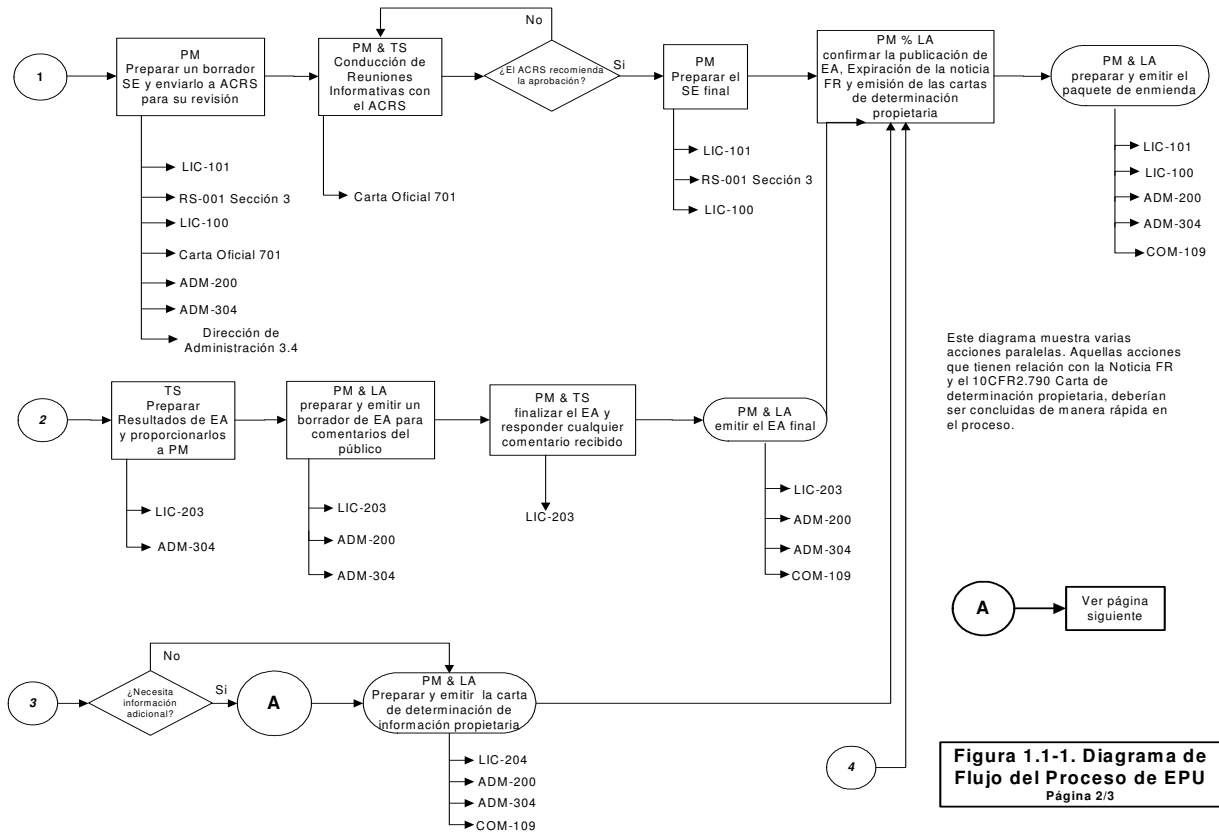 1
PM
Preparar un borrador
SE y enviarlo a ACRS
para su revisión
LIC-101
RS-001 Sección 3
LIC-100
Carta Oficial 701
ADM-200
ADM-304
Dirección de
Administración 3.4
PM & TS
Conducción de
Reuniones
Informativas con
el ACRS
Carta Oficial 701
No
¿El ACRS recomienda
la aprobación?
Si
PM
Preparar el
SE final
LIC-101
RS-001 Sección 3
LIC-100
PM % LA
confirmar la publicación de
EA, Expiración de la noticia
FR y emisión de las cartas
de determinación
propietaria
PM & LA
preparar y emitir el
paquete de enmienda
LIC-101
LIC-100
ADM-200
ADM-304
COM-109
Este diagrama muestra varias
acciones paralelas. Aquellas acciones
que tienen relación con la Noticia FR
y el 10CFR2.790 Carta de
determinación propietaria, deberían
ser concluidas de manera rápida en
el proceso.
2
TS
Preparar
Resultados de EA
y proporcionarlos
a PM
LIC-203
ADM-304
PM & LA
preparar y emitir un
borrador de EA para
comentarios del
público
LIC-203
ADM-200
ADM-304
PM & TS
finalizar el EA y
responder cualquier
comentario recibido
LIC-203
PM & LA
emitir el EA final
LIC-203
ADM-200
ADM-304
COM-109
A
Ver página
siguiente
3
No
¿Necesita
información
adicional?
Si
A
PM & LA
Preparar y emitir la carta
de determinación de
información propietaria
LIC-204
ADM-200
ADM-304
COM-109
4
Figura 1.1-1. Diagrama de
Flujo del Proceso de EPU
Página 2/3